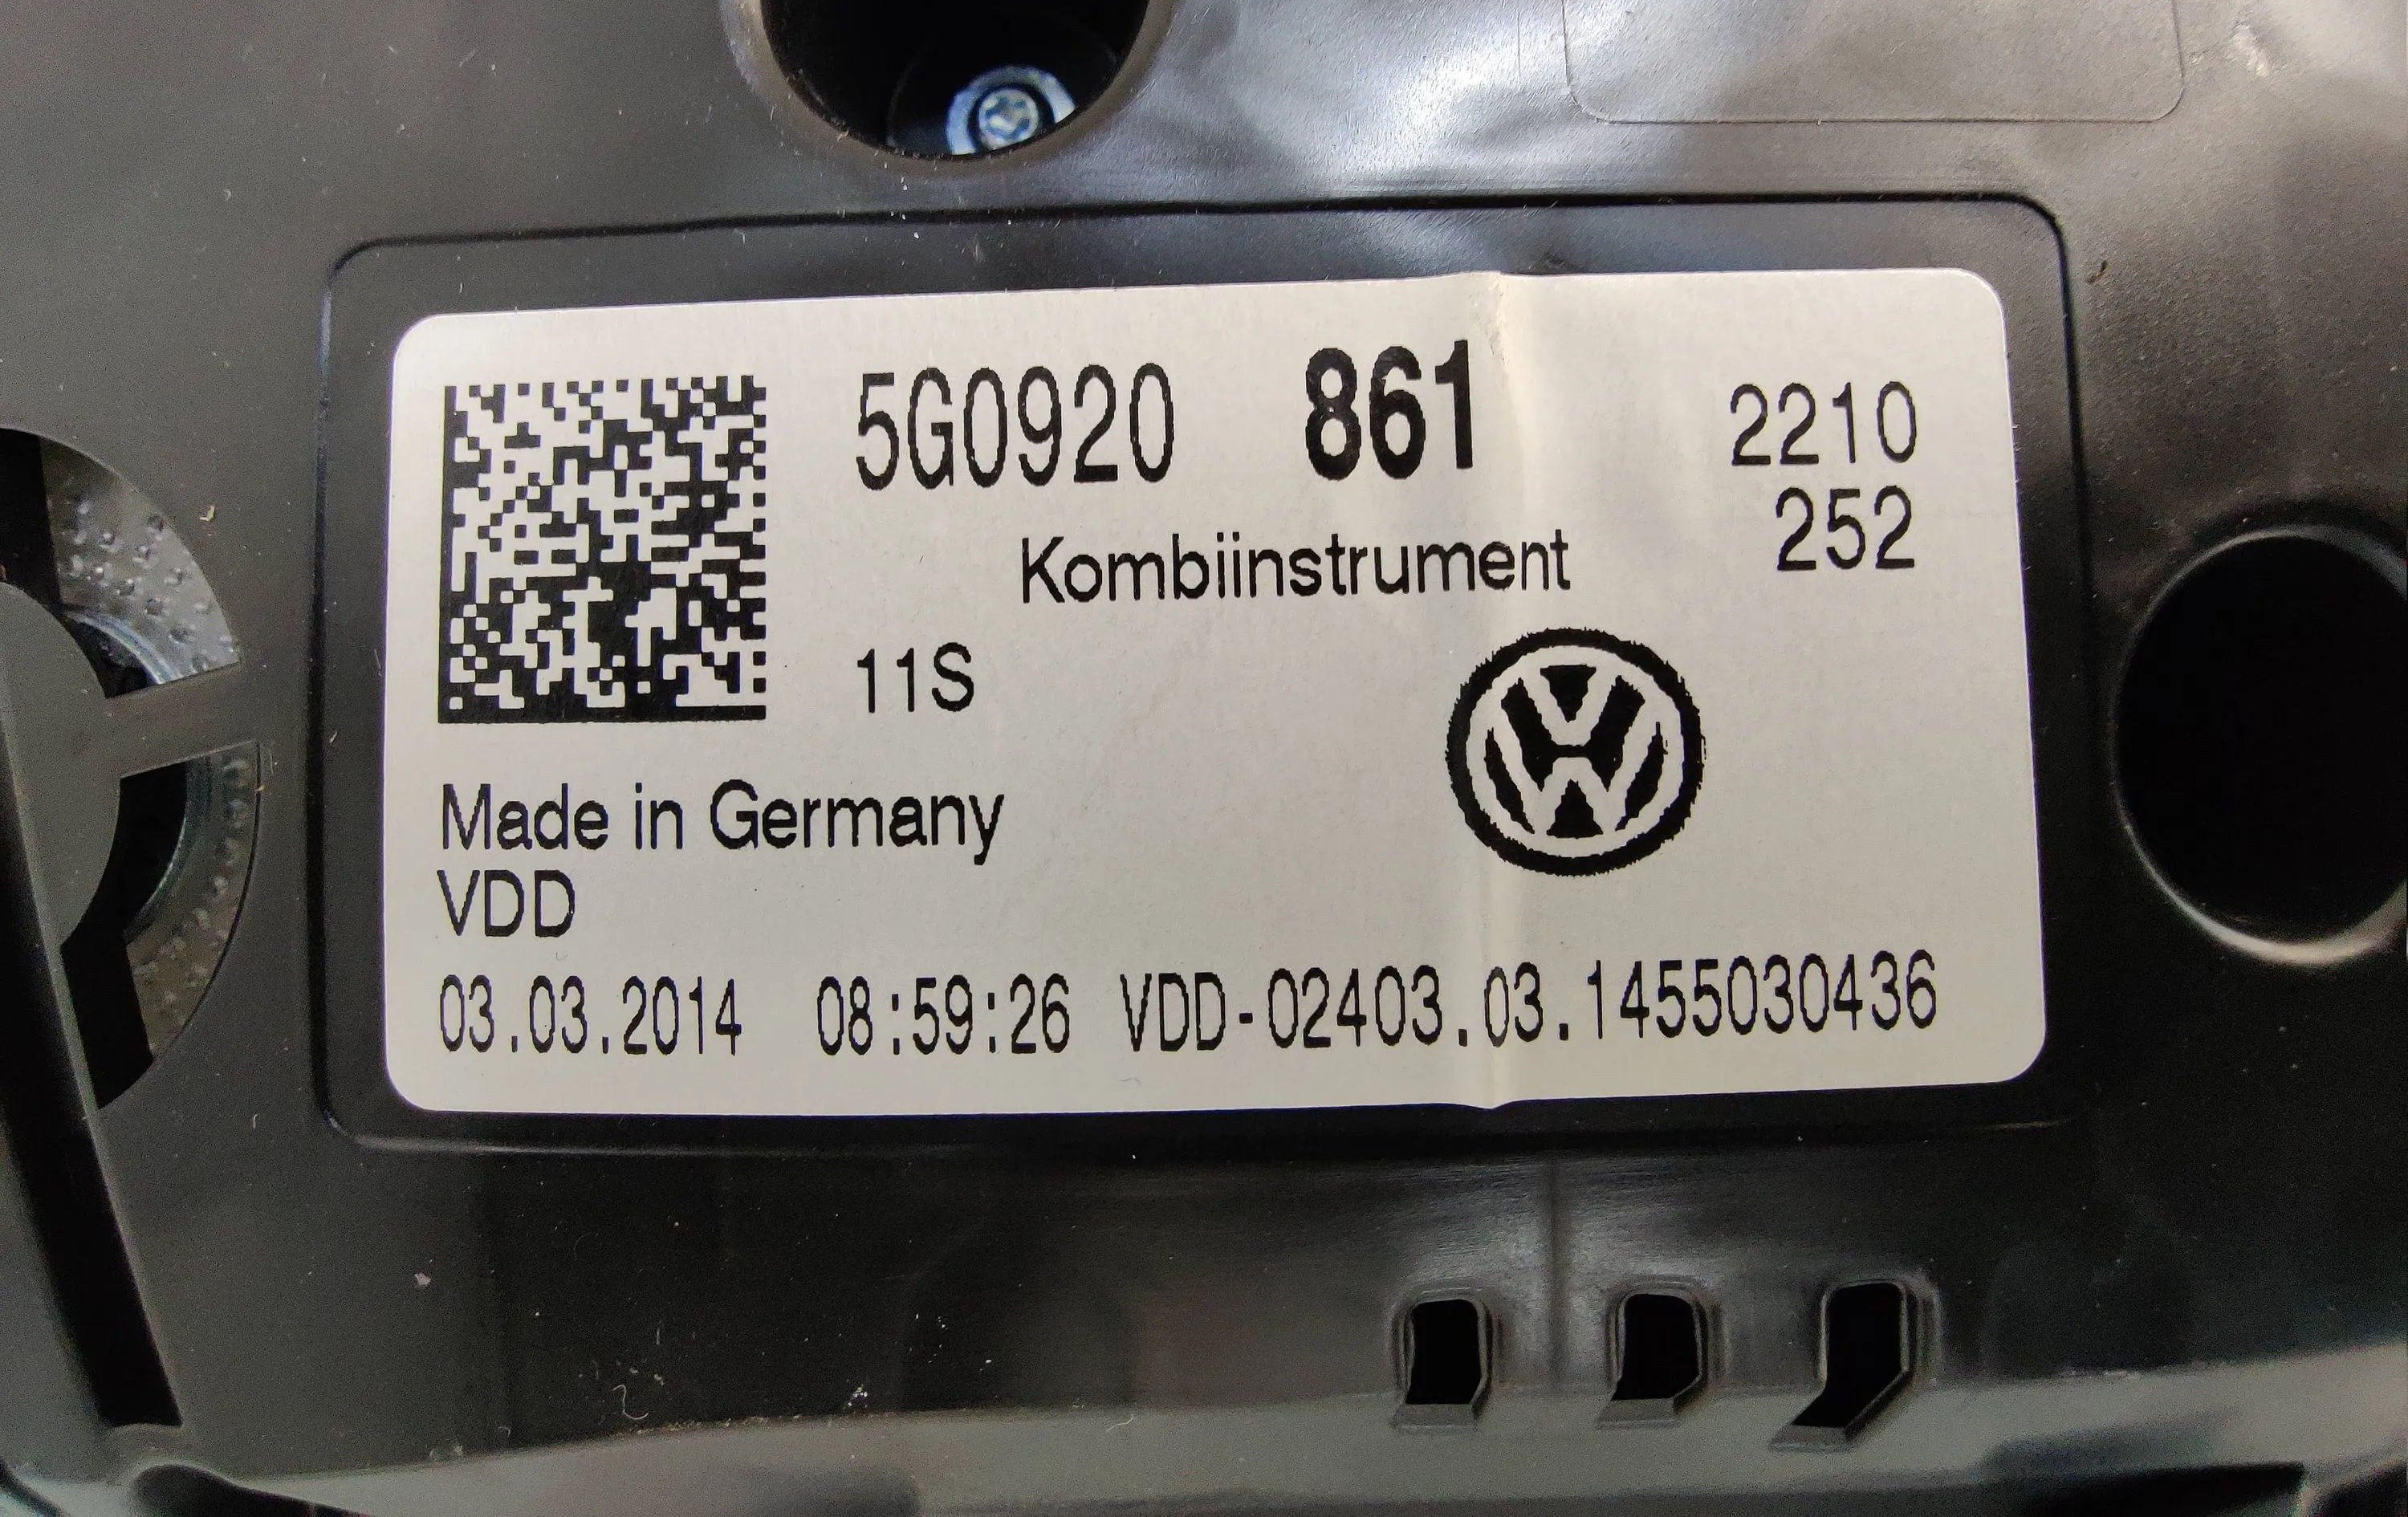 5G0920 861 2210
252
Kombiinstrument
11S
Made in Germany
VDD
03.03.2014 08:59:26 VDD-02403.03.1455030436